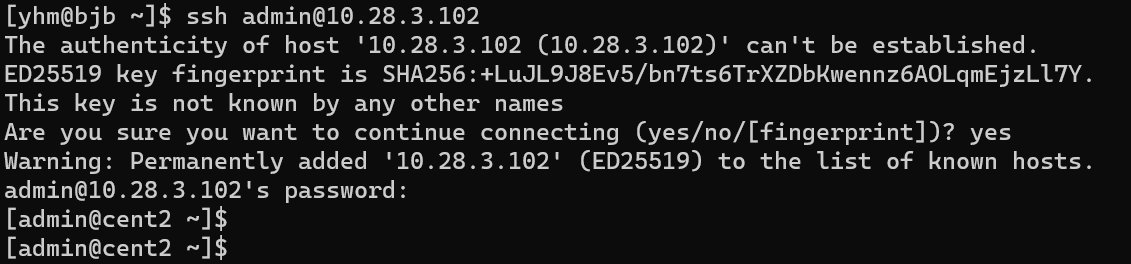 [yhm@bjb ~]$ ssh admin@10.28.3.102
The authenticity of host '10.28.3.102 (10.28.3.102)' can't be established.
ED25519 key fingerprint is SHA256:+LuJL9J8Ev5/bn7ts6TrXZDbKwennz6AOLqmEjzLl7Y.
This key is not known by any other names
Are you sure you want to continue connecting (yes/no/[fingerprint])? yes
Warning: Permanently added '10.28.3.102' (ED25519) to the list of known hosts.
admin@10.28.3.102's password:
[admin@cent2 ~]$
[admin@cent2 ~]$